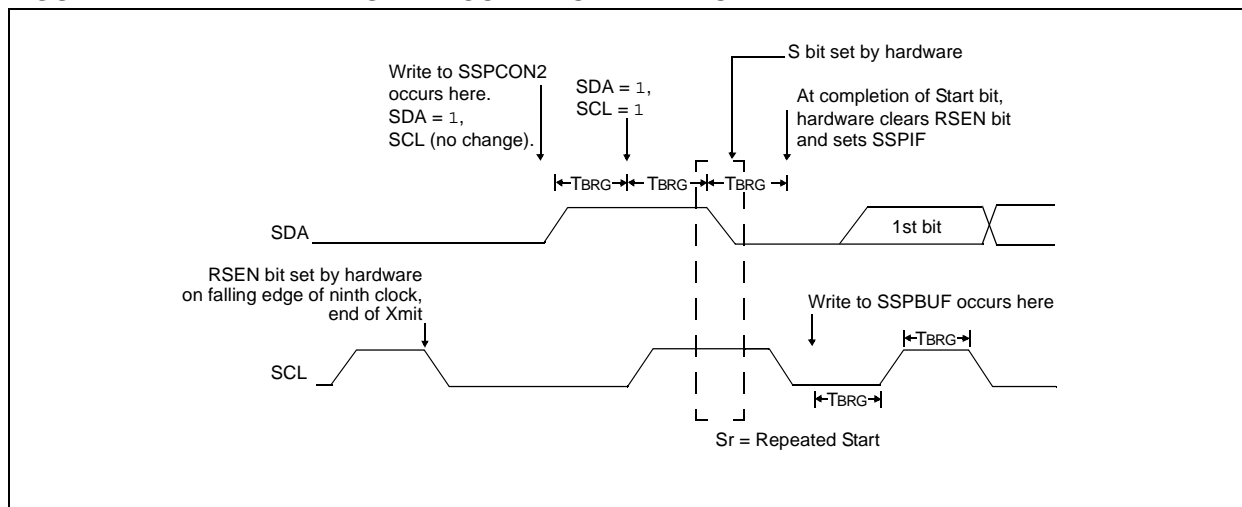 S bit set by hardware
Write to SSPCON2
occurs here.
SDA = 1,
SCL (no change).
SDA = 1,
SCL = 1
At completion of Start bit,
hardware clears RSEN bit
and sets SSPIF
TBRG
TBRG
TBRG
SDA
1st bit
RSEN bit set by hardware
on falling edge of ninth clock,
end of Xmit
Write to SSPBUF occurs here
TBRG
SCL
TBRG
Sr = Repeated Start